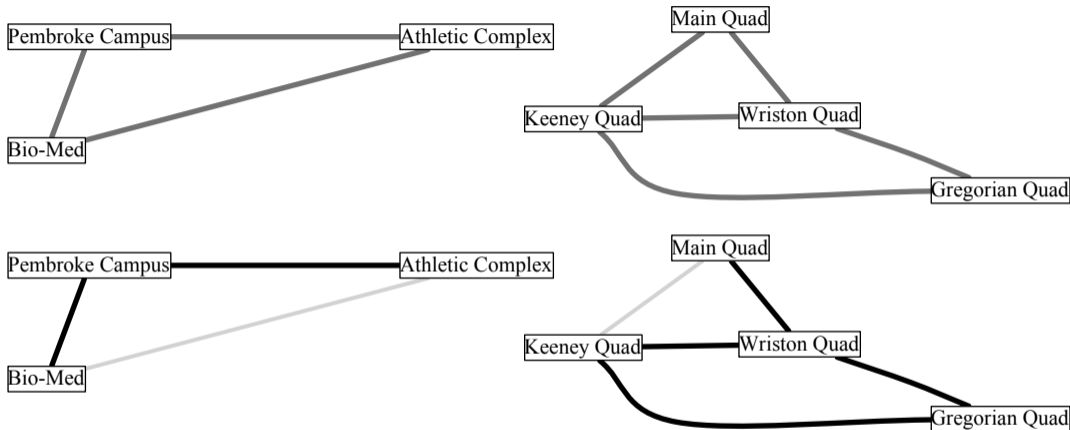 Main Quad
Pembroke Campus
Athletic Complex
Keeney Quad
Wriston Quad
Bio-Med
Gregorian Quad
Main Quad
Pembroke Campus
Athletic Complex
Keeney Quad
Wriston Quad
Bio-Med
Gregorian Quad